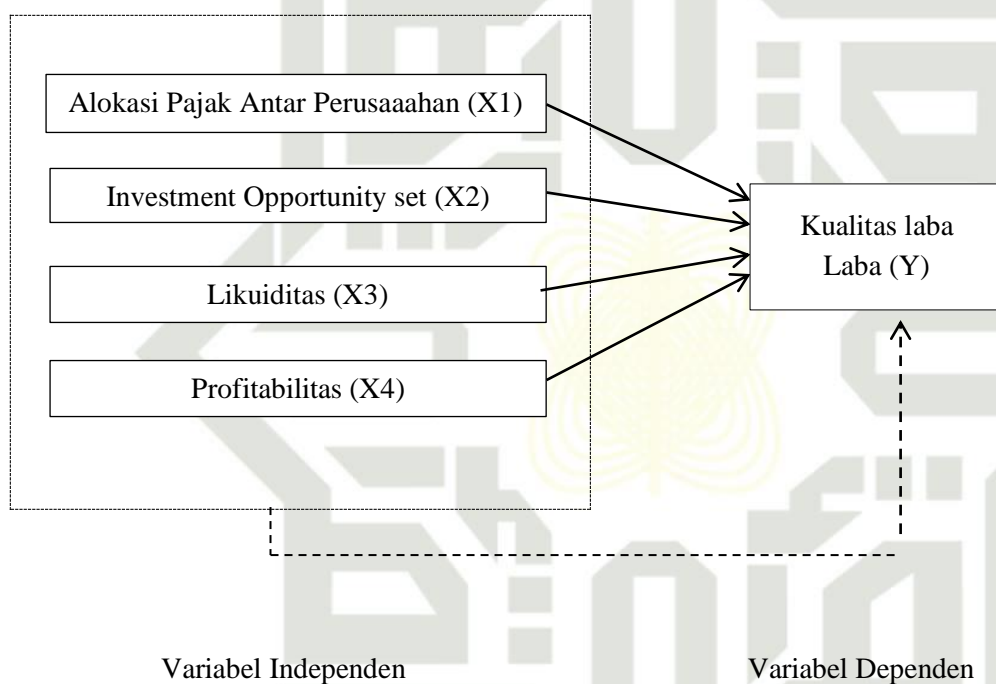 Alokasi Pajak Antar Perusaaahan (X1)
Investment Opportunity set (X2)
Likuiditas (X3)
Profitabilitas (X4)
Kualitas laba
Laba (Y)
Variabel Independen
Variabel Dependen